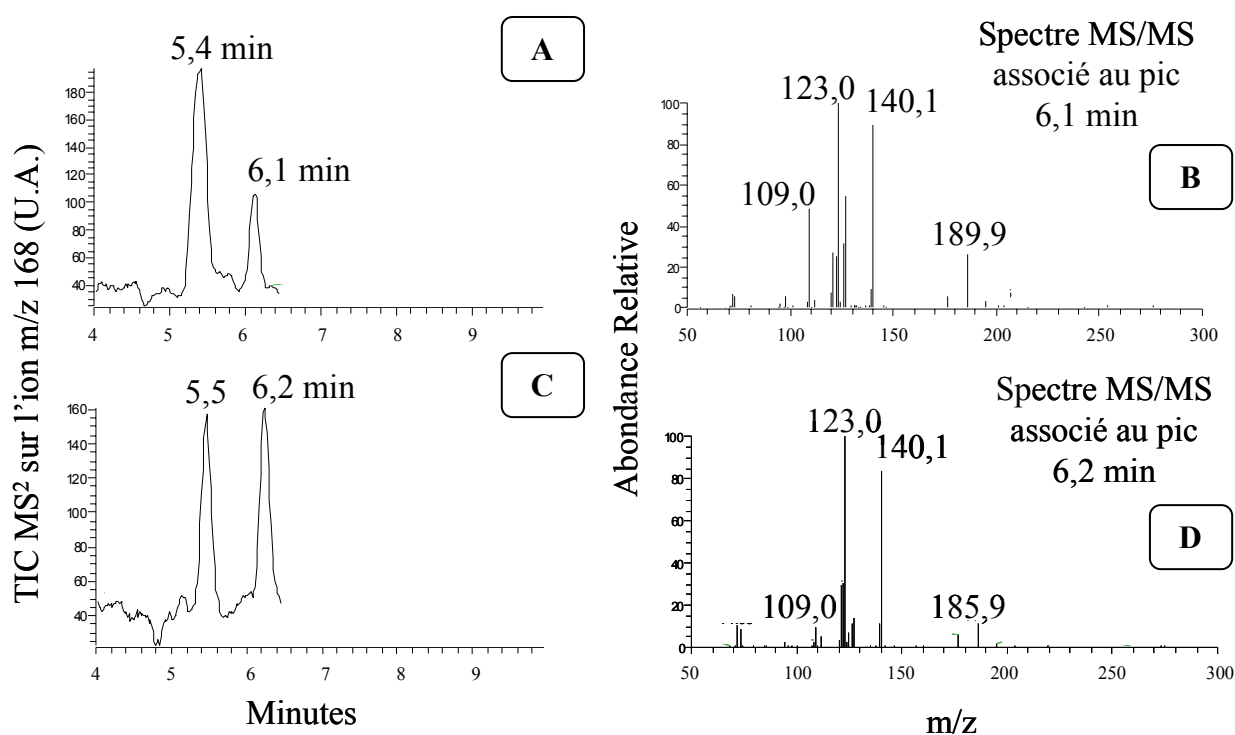 5,4 min
A
6,1 min
TIC MS² sur l'ion m/z 168 (U.A.)
180
160
140
120
100
80
60
40
4 5 6 7 8 9
Spectre MS/MS
associé au pic
6,1 min
B
123,0
140,1
109,0
189,9
Abondance Relative
100
80
60
40
20
50 100 150 200 250 300
5,5
6,2 min
C
160
140
120
100
80
60
40
4 5 6 7 8 9
Minutes
Spectre MS/MS
associé au pic
6,2 min
D
123,0
140,1
109,0
185,9
100
80
60
40
20
0
50 100 150 200 250 300
m/z